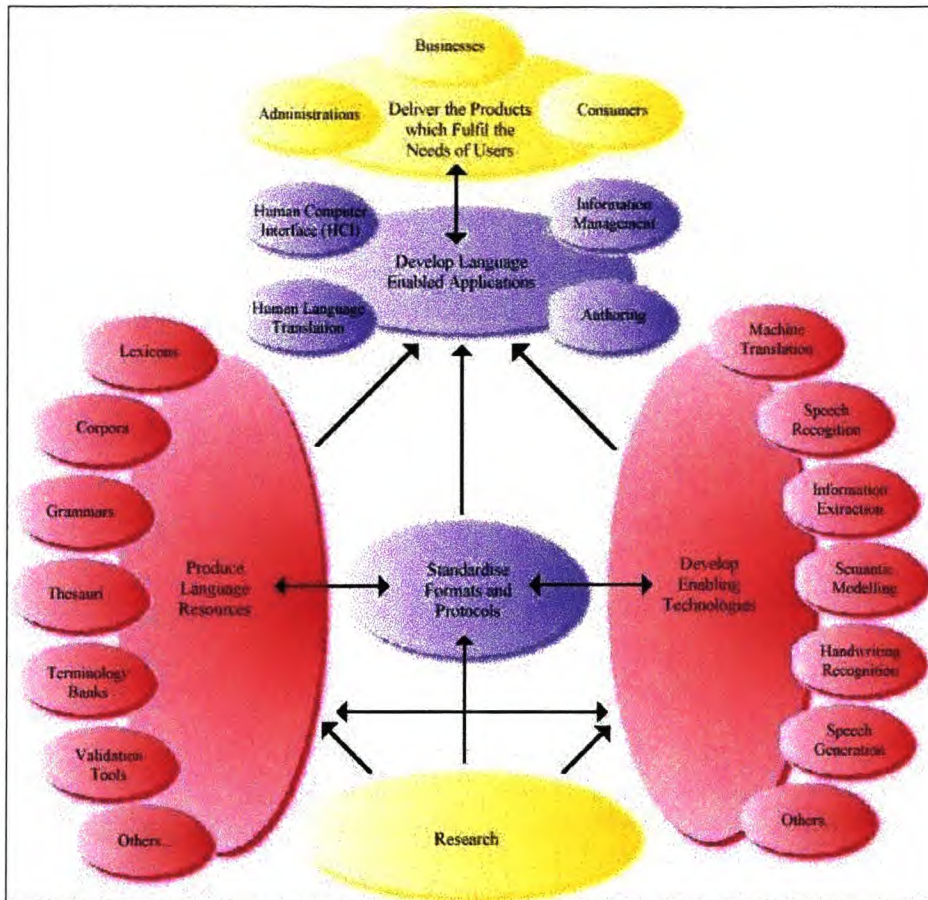 Businesses
Administrations
Deliver the Products
which Fulfil the
Needs of Users
Consumers
Human Computer
Interface (HCI)
Information
Management
Develop Language
Enabled Applications
Human Language
Translation
Authoring
Lexicons
Corpora
Grammars
Thesauri
Terminology
Banks
Validation
Tools
Others...
Produce
Language
Resources
Standardise
Formats and
Protocols
Develop
Enabling
Technologies
Machine
Translation
Speech
Recogition
Information
Extraction
Semantic
Modelling
Handwriting
Recognition
Speech
Generation
Others...
Research